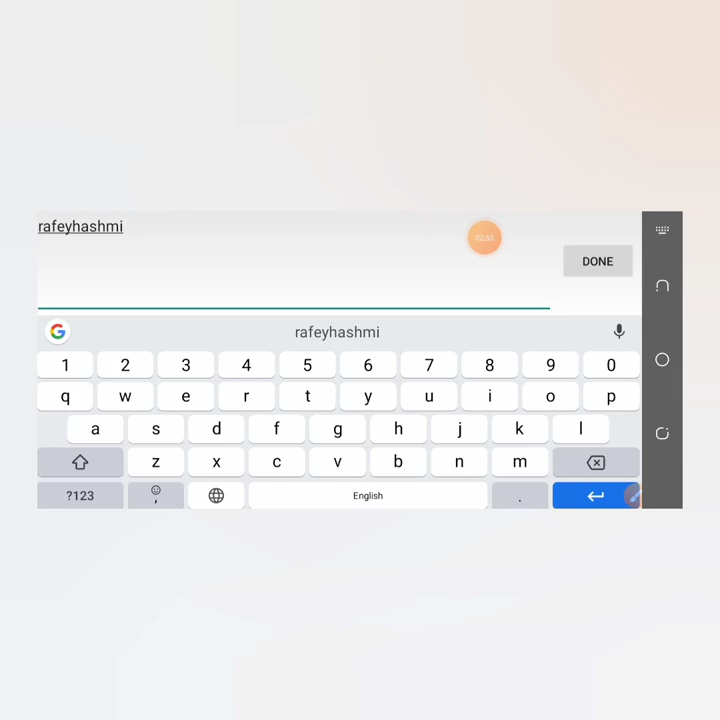 rafeyhashmi
02:53
DONE
rafeyhashmi
1 2 3 4 5 6 7 8 9 0
q w e r t y u i o p
a s d f g h j k l
z x c v b n m
?123 , English .